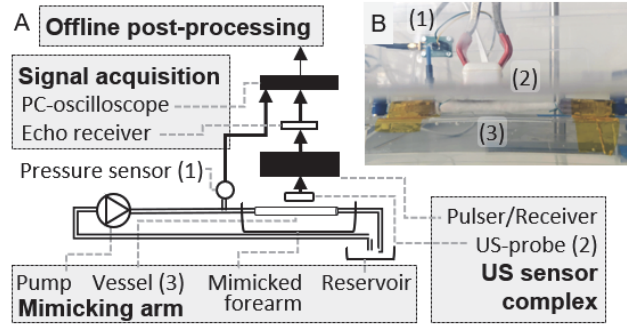 A
Offline post-processing
Signal acquisition
PC-oscilloscope
Echo receiver
Pressure sensor (1)
Pulser/Receiver
US-probe (2)
US sensor
complex
Pump Vessel (3) Mimicked Reservoir
forearm
Mimicking arm
B
(1)
(2)
(3)